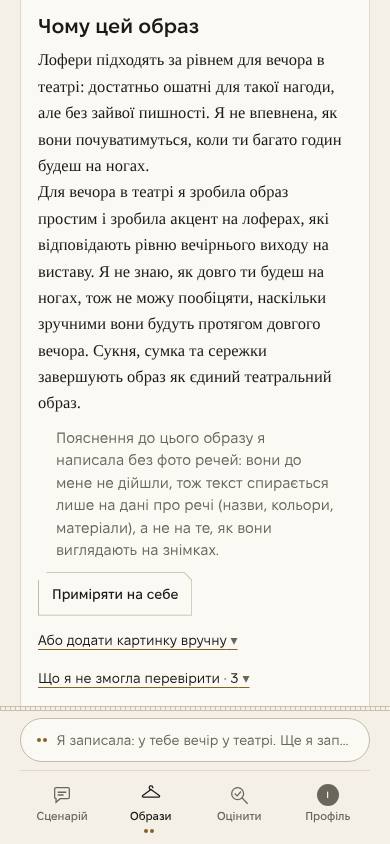 Чому цей образ
Лофери підходять за рівнем для вечора в
театрі: достатньо ошатні для такої нагоди,
але без зайвої пишності. Я не впевнена, як
вони почуватимуться, коли ти багато годин
будеш на ногах.
Для вечора в театрі я зробила образ
простим і зробила акцент на лоферах, які
відповідають рівню вечірнього виходу на
виставу. Я не знаю, як довго ти будеш на
ногах, тож не можу пообіцяти, наскільки
зручними вони будуть протягом довгого
вечора. Сукня, сумка та сережки
завершують образ як єдиний театральний
образ.
Пояснення до цього образу я
написала без фото речей: вони до
мене не дійшли, тож текст спирається
лише на дані про речі (назви, кольори,
матеріали), а не на те, як вони
виглядають на знімках.
Приміряти на себе
Або додати картинку вручну ▾
Що я не змогла перевірити · 3 ▾
Я записала: у тебе вечір у театрі. Ще я зап...
Сценарій
Образи
Оцінити
І
Профіль